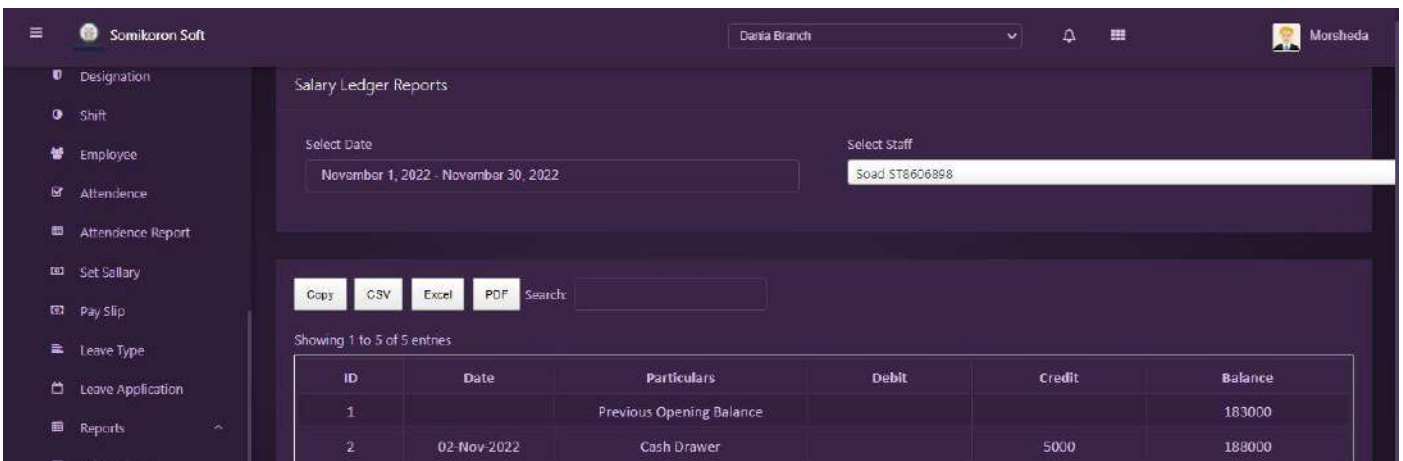 Somikoron Soft
Dania Branch
Morsheda
Designation
Shift
Employee
Attendence
Attendence Report
Set Sallary
Pay Slip
Leave Type
Leave Application
Reports
Salary Ledger Reports
Select Date
November 1, 2022 - November 30, 2022
Select Staff
Soad ST8606898
Copy CSV Excel PDF Search:
Showing 1 to 5 of 5 entries
ID Date Particulars Debit Credit Balance
1 Previous Opening Balance 183000
2 02-Nov-2022 Cash Drawer 5000 188000